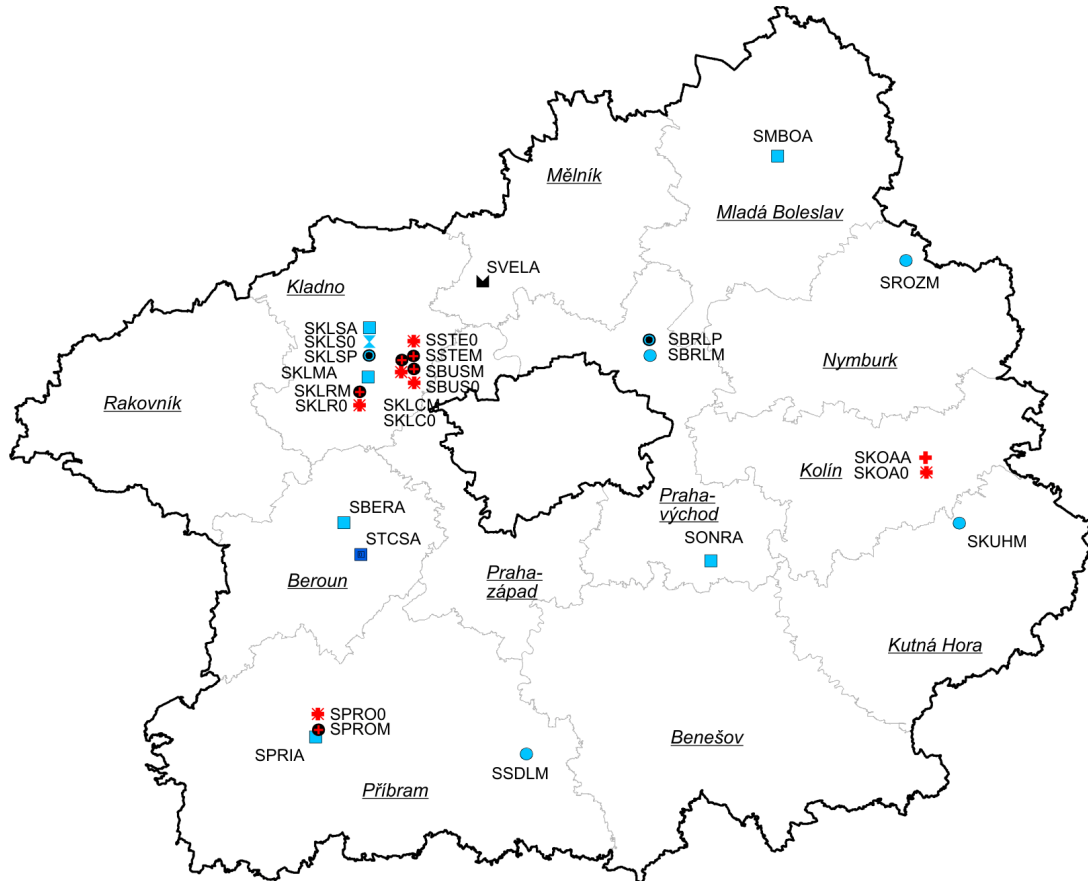 SMBOA
Mělník
Mladá Boleslav
SVELA
SROZM
Kladno
SKLSA
SKLS0
SKLSP
SKLMA
SKLRM
SKLR0
SSTE0
SSTEM
SBUSM
SBUS0
SKLCM
SKLC0
SBRLP
SBRLM
Nymburk
Rakovník
SKOAA
SKOA0
Kolín
SBERA
STCSA
Beroun
Praha-
východ
SONRA
SKUHM
Praha-
západ
Kutná Hora
SPRO0
SPROM
SPRIA
SSDLM
Benešov
Příbram